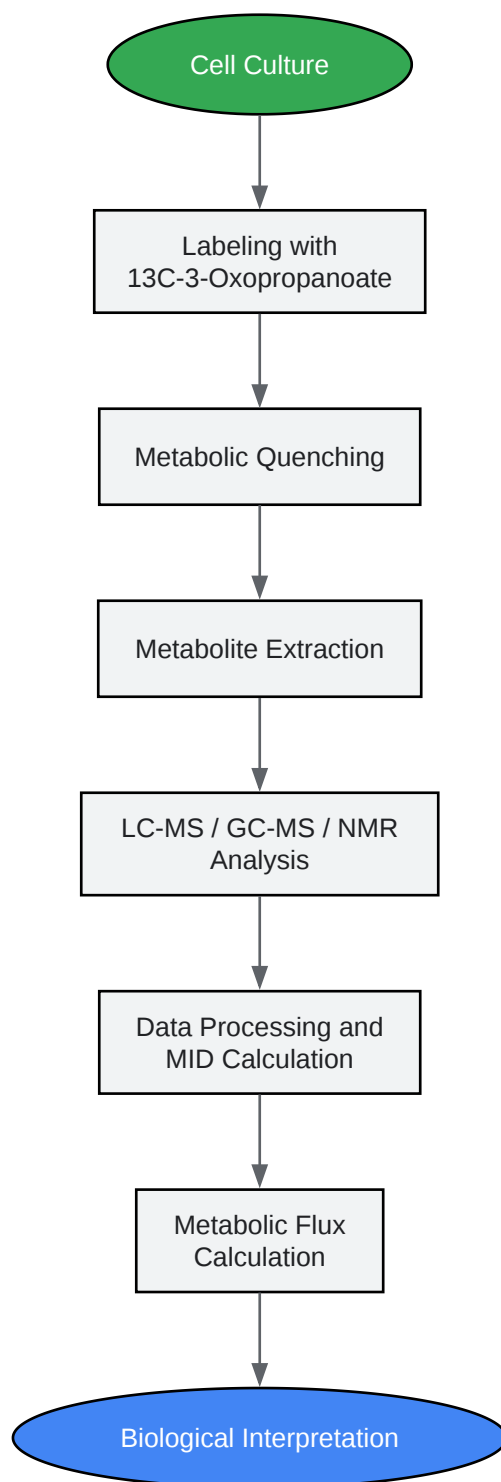 Cell Culture
Labeling with
13C-3-Oxopropanoate
Metabolic Quenching
Metabolite Extraction
LC-MS / GC-MS / NMR
Analysis
Data Processing and
MID Calculation
Metabolic Flux
Calculation
Biological Interpretation